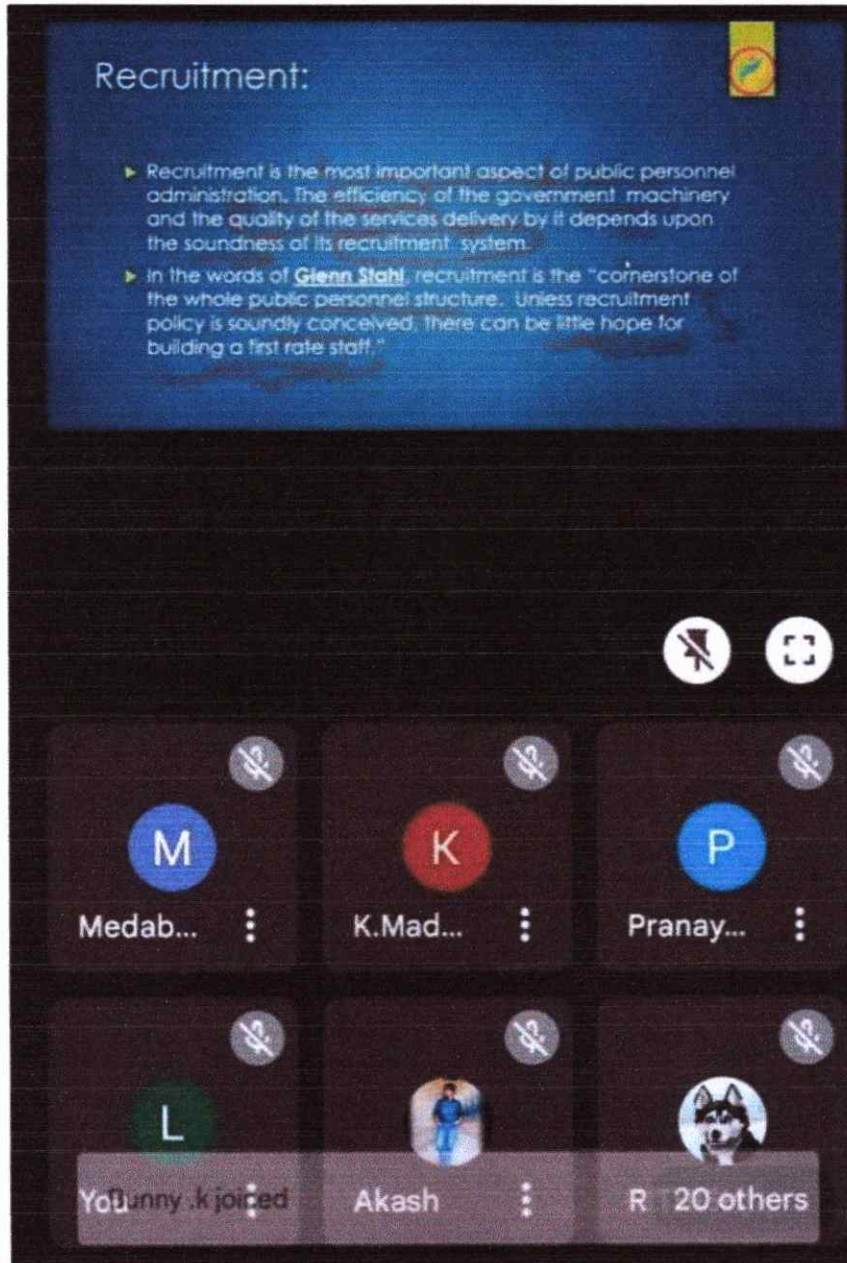 Recruitment:
Recruitment is the most important aspect of public personnel
administration. The efficiency of the government machinery
and the quality of the services delivery by it depends upon
the soundness of its recruitment system.
In the words of Glenn Stahl, recruitment is the "cornerstone of
the whole public personnel structure. Unless recruitment
policy is soundly conceived, there can be little hope for
building a first rate staff."
M
K
P
Medab...
K.Mad...
Pranay...
L
You
unny .k joined
Akash
R
20 others